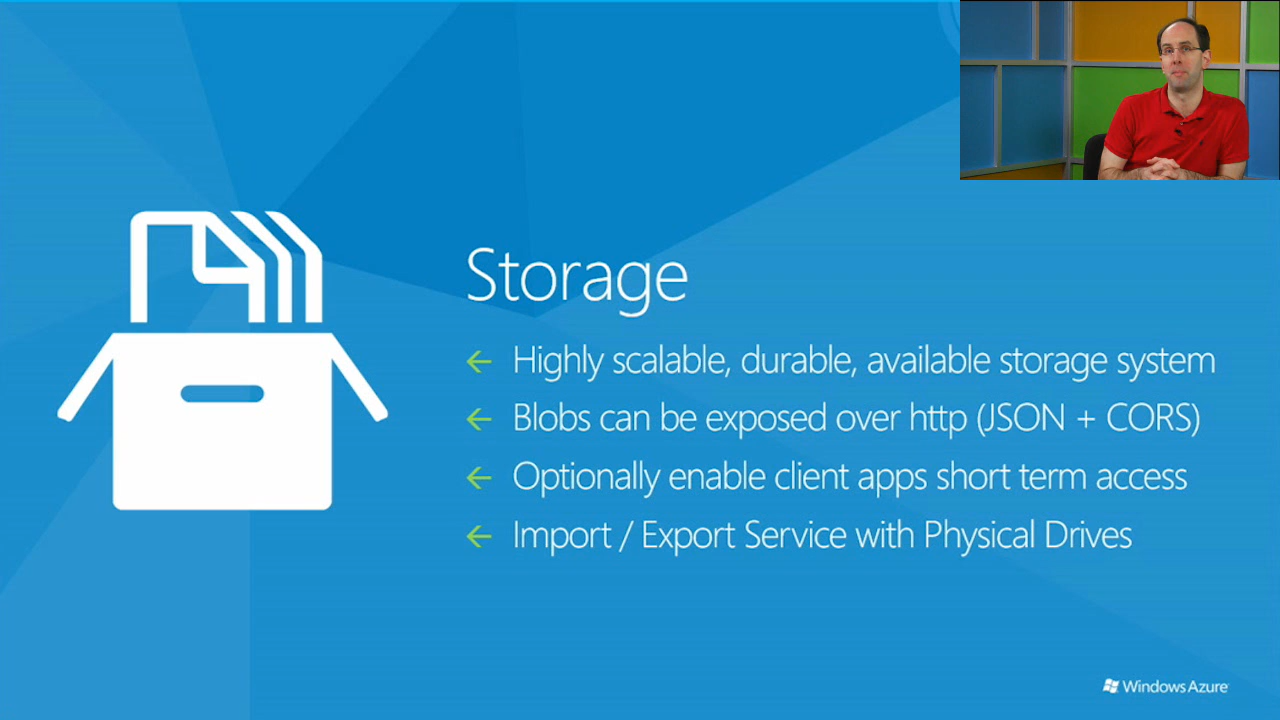 Storage
Highly scalable, durable, available storage system
Blobs can be exposed over http (JSON + CORS)
Optionally enable client apps short term access
Import / Export Service with Physical Drives
Windows Azure